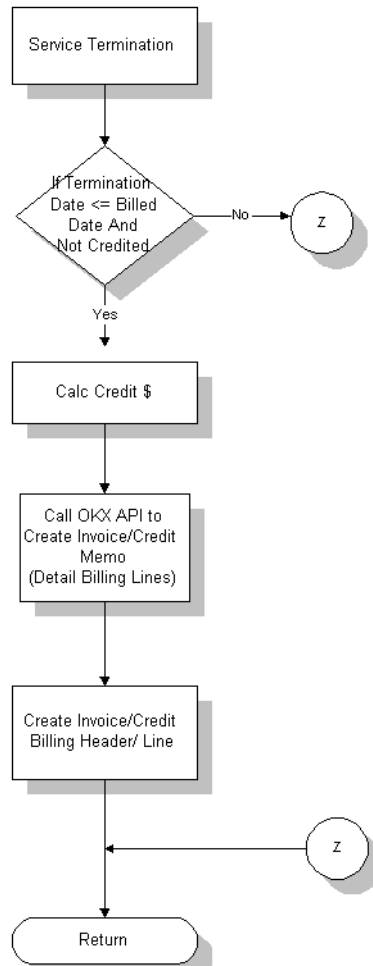 Service Termination
If Termination
Date <= Billed
Date And
Not Credited
No
Z
Yes
Calc Credit $
Call OKX API to
Create Invoice/Credit
Memo
(Detail Billing Lines)
Create Invoice/Credit
Billing Header/ Line
Z
Return